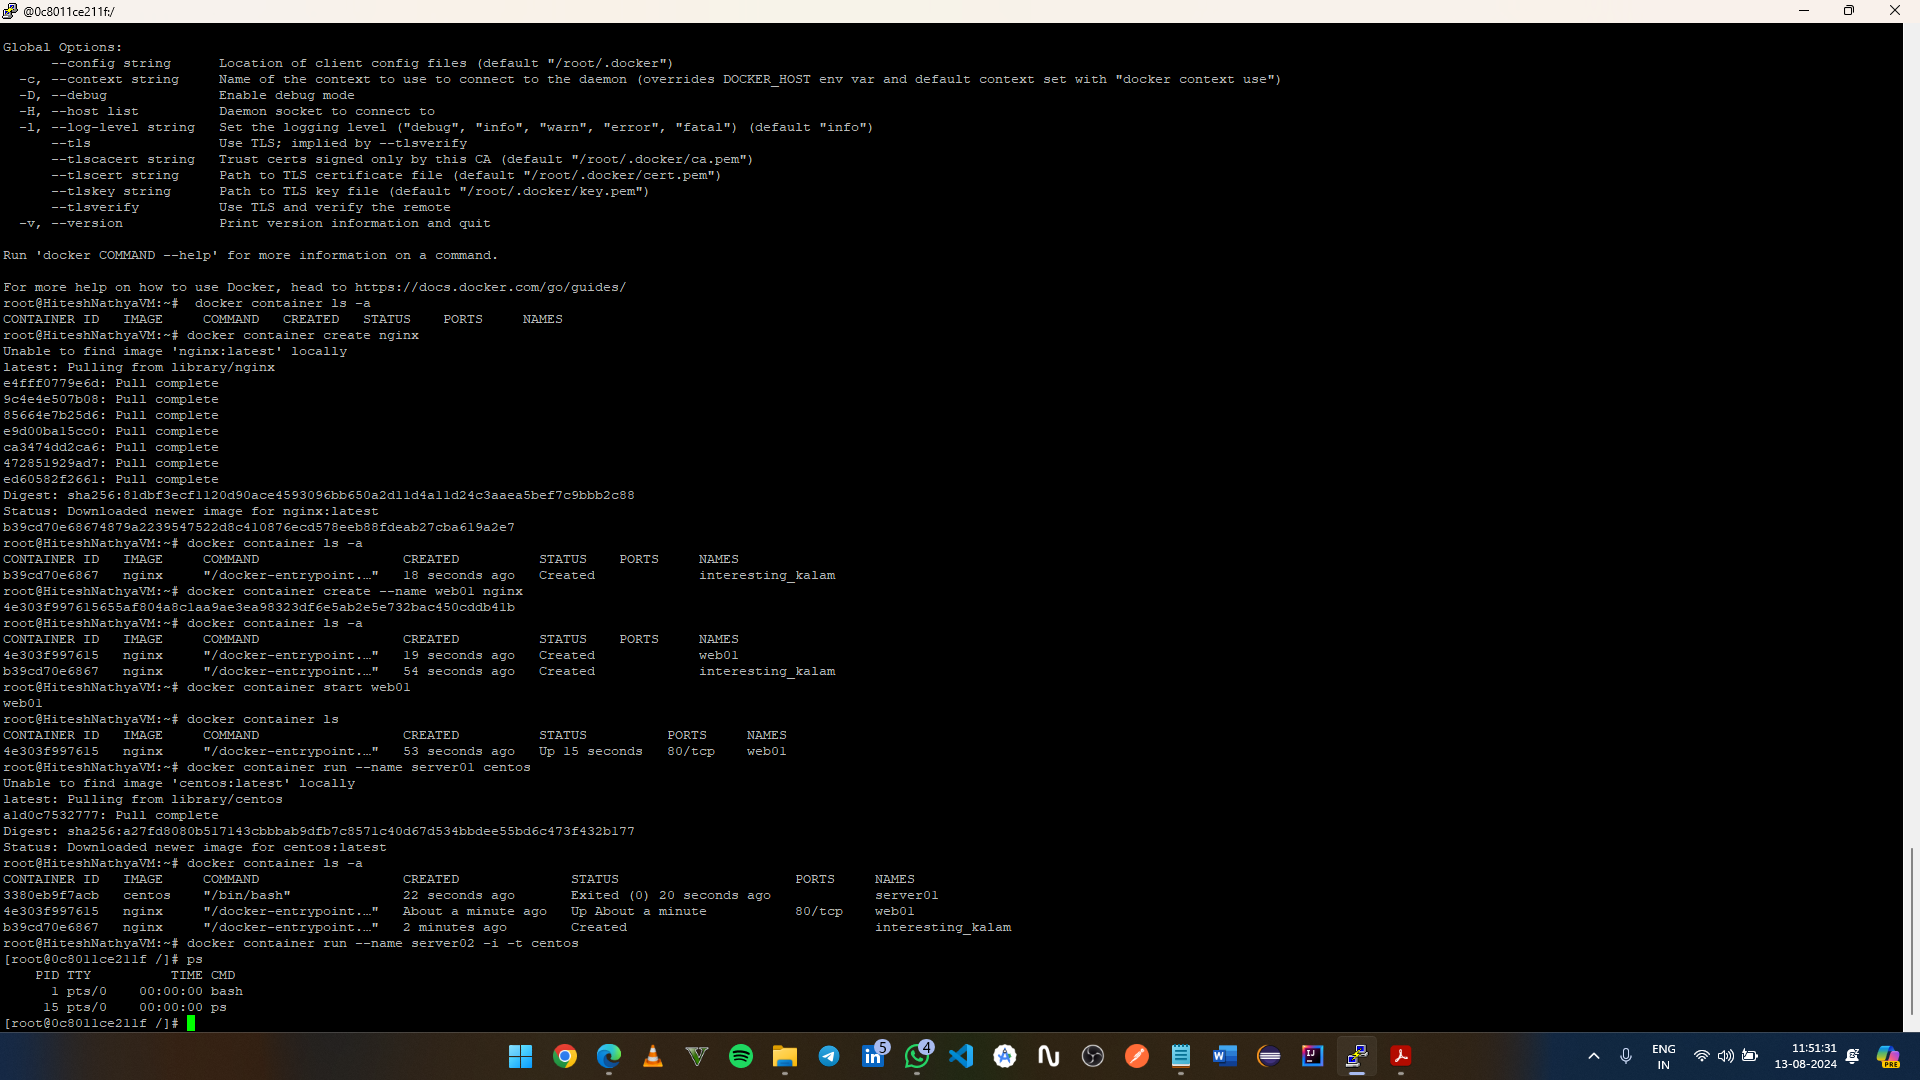 @0c8011ce211f:/
Global Options:
      --config string      Location of client config files (default "/root/.docker")
  -c, --context string     Name of the context to use to connect to the daemon (overrides DOCKER_HOST env var and default context set with "docker context use")
  -D, --debug              Enable debug mode
  -H, --host list          Daemon socket to connect to
  -l, --log-level string   Set the logging level ("debug", "info", "warn", "error", "fatal") (default "info")
      --tls                Use TLS; implied by --tlsverify
      --tlscacert string   Trust certs signed only by this CA (default "/root/.docker/ca.pem")
      --tlscert string     Path to TLS certificate file (default "/root/.docker/cert.pem")
      --tlskey string      Path to TLS key file (default "/root/.docker/key.pem")
      --tlsverify          Use TLS and verify the remote
  -v, --version            Print version information and quit
Run 'docker COMMAND --help' for more information on a command.
For more help on how to use Docker, head to https://docs.docker.com/go/guides/
root@HiteshNathyaVM:~#  docker container ls -a
CONTAINER ID   IMAGE     COMMAND   CREATED   STATUS    PORTS     NAMES
root@HiteshNathyaVM:~# docker container create nginx
Unable to find image 'nginx:latest' locally
latest: Pulling from library/nginx
e4fff0779e6d: Pull complete
9c4e4e507b08: Pull complete
85664e7b25d6: Pull complete
e9d00ba15cc0: Pull complete
ca3474dd2ca6: Pull complete
472851929ad7: Pull complete
ed60582f2661: Pull complete
Digest: sha256:81dbf3ecf1120d90ace4593096bb650a2d11d4a11d24c3aaea5bef7c9bbb2c88
Status: Downloaded newer image for nginx:latest
b39cd70e68674879a2239547522d8c410876ecd578eeb88fdeab27cba619a2e7
root@HiteshNathyaVM:~# docker container ls -a
CONTAINER ID   IMAGE     COMMAND                  CREATED          STATUS    PORTS     NAMES
b39cd70e6867   nginx     "/docker-entrypoint.…"   18 seconds ago   Created             interesting_kalam
root@HiteshNathyaVM:~# docker container create --name web01 nginx
4e303f997615655af804a8c1aa9ae3ea98323df6e5ab2e5e732bac450cddb41b
root@HiteshNathyaVM:~# docker container ls -a
CONTAINER ID   IMAGE     COMMAND                  CREATED          STATUS    PORTS     NAMES
4e303f997615   nginx     "/docker-entrypoint.…"   19 seconds ago   Created             web01
b39cd70e6867   nginx     "/docker-entrypoint.…"   54 seconds ago   Created             interesting_kalam
root@HiteshNathyaVM:~# docker container start web01
web01
root@HiteshNathyaVM:~# docker container ls
CONTAINER ID   IMAGE     COMMAND                  CREATED          STATUS          PORTS     NAMES
4e303f997615   nginx     "/docker-entrypoint.…"   53 seconds ago   Up 15 seconds   80/tcp    web01
root@HiteshNathyaVM:~# docker container run --name server01 centos
Unable to find image 'centos:latest' locally
latest: Pulling from library/centos
a1d0c7532777: Pull complete
Digest: sha256:a27fd8080b517143cbbbab9dfb7c8571c40d67d534bbdee55bd6c473f432b177
Status: Downloaded newer image for centos:latest
root@HiteshNathyaVM:~# docker container ls -a
CONTAINER ID   IMAGE     COMMAND                  CREATED              STATUS                      PORTS     NAMES
3380eb9f7acb   centos    "/bin/bash"              22 seconds ago       Exited (0) 20 seconds ago             server01
4e303f997615   nginx     "/docker-entrypoint.…"   About a minute ago   Up About a minute           80/tcp    web01
b39cd70e6867   nginx     "/docker-entrypoint.…"   2 minutes ago        Created                               interesting_kalam
root@HiteshNathyaVM:~# docker container run --name server02 -i -t centos
[root@0c8011ce211f /]# ps
    PID TTY          TIME CMD
      1 pts/0    00:00:00 bash
     15 pts/0    00:00:00 ps
[root@0c8011ce211f /]#
5
4
ENG
IN
11:51:31
13-08-2024
PRE